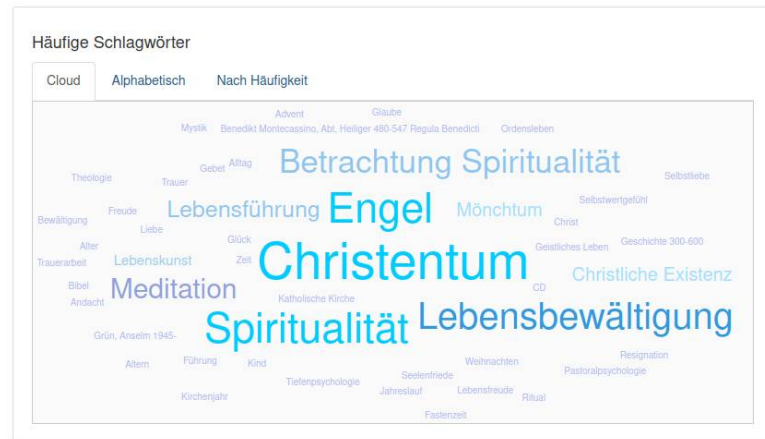 Häufige Schlagwörter
Cloud Alphabetisch Nach Häufigkeit
Advent Glaube
Mystik Benedikt Montecassino, Abt, Heiliger 480-547 Regula Benedicti Ordensleben
Betrachtung Spiritualität
Gebet Alltag
Theologie Trauer Selbstliebe
Lebensführung Engel Mönchtum Selbstwertgefühl
Bewältigung Freude Christ
Liebe
Alter Glück Geistliches Leben Geschichte 300-600
Trauerarbeit Lebenskunst Zeit Christentum
Christliche Existenz
Bibel Meditation CD
Andacht Katholische Kirche
Spiritualität Lebensbewältigung
Grün, Anselm 1945-
Altern Führung Kind Weihnachten Resignation
Seelenfriede Pastoralpsychologie
Tiefenpsychologie
Kirchenjahr Jahreslauf Lebensfreude Ritual
Fastenzeit